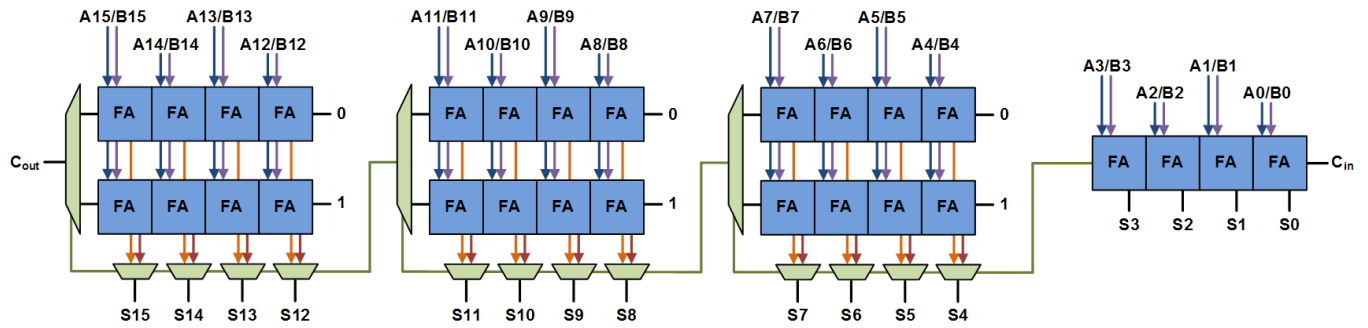 A15/B15 A13/B13 A11/B11 A9/B9 A7/B7 A5/B5
A14/B14 A12/B12 A10/B10 A8/B8 A6/B6 A4/B4
A3/B3 A1/B1
A2/B2 A0/B0
FA FA FA FA 0 FA FA FA FA 0 FA FA FA FA 0
Cout FA FA FA FA Cin
FA FA FA FA 1 FA FA FA FA 1 FA FA FA FA 1
S3 S2 S1 S0
S15 S14 S13 S12 S11 S10 S9 S8 S7 S6 S5 S4